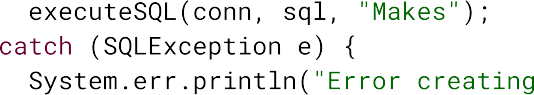 executeSQL(conn, sql, "Makes");
catch (SQLException e) {
System.err.println("Error creating